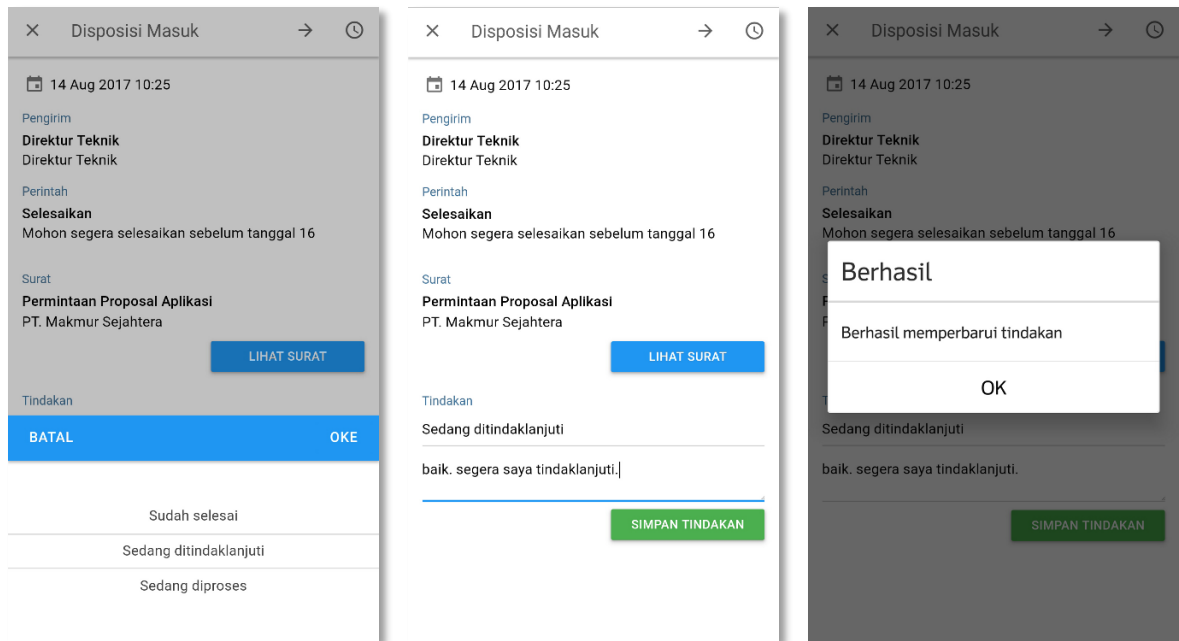 Disposisi Masuk
14 Aug 2017 10:25
Pengirim
Direktur Teknik
Direktur Teknik
Perintah
Selesaikan
Mohon segera selesaikan sebelum tanggal 16
Surat
Permintaan Proposal Aplikasi
PT. Makmur Sejahtera
LIHAT SURAT
Tindakan
BATAL OKE
Sudah selesai
Sedang ditindaklanjuti
Sedang diproses
Disposisi Masuk
14 Aug 2017 10:25
Pengirim
Direktur Teknik
Direktur Teknik
Perintah
Selesaikan
Mohon segera selesaikan sebelum tanggal 16
Surat
Permintaan Proposal Aplikasi
PT. Makmur Sejahtera
LIHAT SURAT
Tindakan
Sedang ditindaklanjuti
baik. segera saya tindaklanjuti.
SIMPAN TINDAKAN
Disposisi Masuk
14 Aug 2017 10:25
Pengirim
Direktur Teknik
Direktur Teknik
Perintah
Selesaikan
Mohon segera selesaikan sebelum tanggal 16
Berhasil
Berhasil memperbarui tindakan
OK
Sedang ditindaklanjuti
baik. segera saya tindaklanjuti.
SIMPAN TINDAKAN